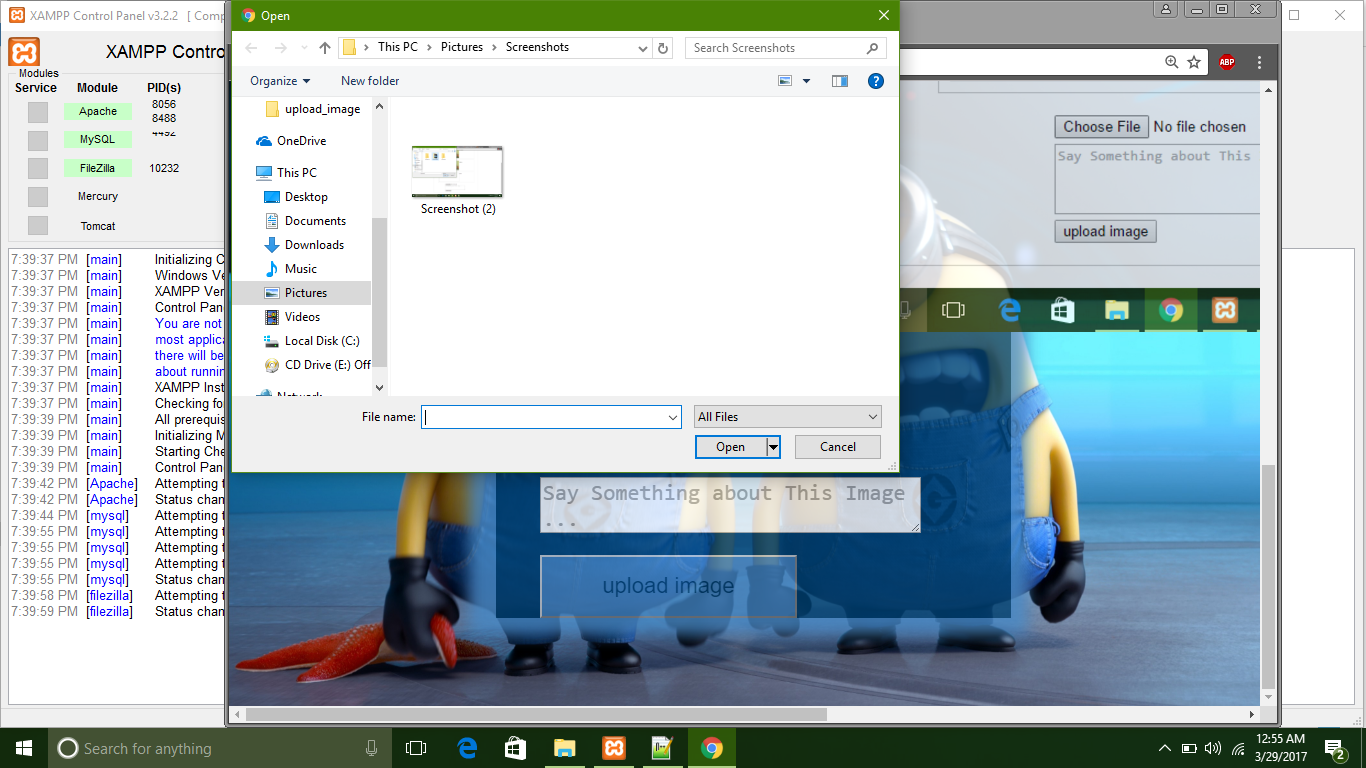 XAMPP Control Panel v3.2.2 [ Comp
XAMPP Contro
Modules
Service Module PID(s)
Apache 8056
8488
MySQL 4492
FileZilla 10232
Mercury
Tomcat
7:39:37 PM [main] Initializing C
7:39:37 PM [main] Windows Ve
7:39:37 PM [main] XAMPP Ver
7:39:37 PM [main] Control Pan
7:39:37 PM [main] You are not
7:39:37 PM [main] most applica
7:39:37 PM [main] there will be
7:39:37 PM [main] about runnin
7:39:37 PM [main] XAMPP Inst
7:39:37 PM [main] Checking fo
7:39:39 PM [main] All prerequis
7:39:39 PM [main] Initializing M
7:39:39 PM [main] Starting Che
7:39:39 PM [main] Control Pan
7:39:42 PM [Apache] Attempting t
7:39:42 PM [Apache] Status chan
7:39:44 PM [mysql] Attempting t
7:39:55 PM [mysql] Attempting t
7:39:55 PM [mysql] Attempting t
7:39:55 PM [mysql] Attempting t
7:39:55 PM [mysql] Status chan
7:39:58 PM [filezilla] Attempting t
7:39:59 PM [filezilla] Status chan
Open
This PC > Pictures > Screenshots
Search Screenshots
Organize New folder
upload_image
OneDrive
This PC
Desktop
Documents
Downloads
Music
Pictures
Videos
Local Disk (C:)
CD Drive (E:) Off
Network
Screenshot (2)
File name:
All Files
Open Cancel
ABP
Choose File No file chosen
Say Something about This
upload image
Say Something about This Image
...
upload image
Search for anything
12:55 AM
3/29/2017
2